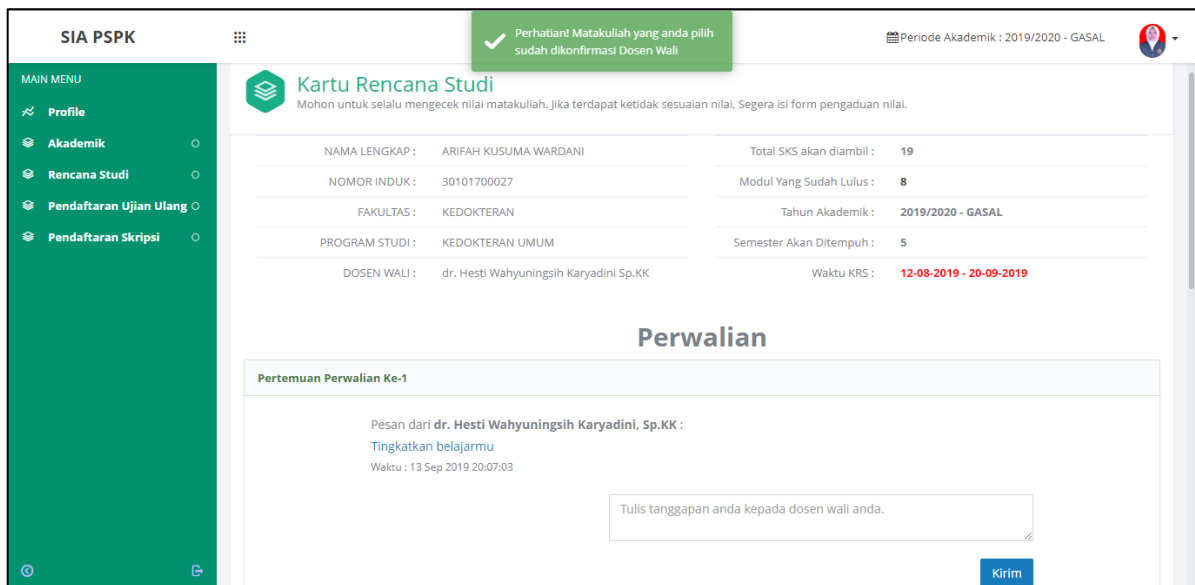 SIA PSPK
Perhatian! Matakuliah yang anda pilih
sudah dikonfirmasi Dosen Wali
Periode Akademik : 2019/2020 - GASAL
MAIN MENU
Profile
Akademik
Rencana Studi
Pendaftaran Ujian Ulang
Pendaftaran Skripsi
Kartu Rencana Studi
Mohon untuk selalu mengecek nilai matakuliah. Jika terdapat ketidak sesuaian nilai, Segera isi form pengaduan nilai.
NAMA LENGKAP : ARIFAH KUSUMA WARDANI
NOMOR INDUK : 30101700027
FAKULTAS : KEDOKTERAN
PROGRAM STUDI : KEDOKTERAN UMUM
DOSEN WALI : dr. Hesti Wahyuningsih Karyadini Sp.KK
Total SKS akan diambil : 19
Modul Yang Sudah Lulus : 8
Tahun Akademik : 2019/2020 - GASAL
Semester Akan Ditempuh : 5
Waktu KRS : 12-08-2019 - 20-09-2019
Perwalian
Pertemuan Perwalian Ke-1
Pesan dari dr. Hesti Wahyuningsih Karyadini, Sp.KK :
Tingkatkan belajarmu
Waktu : 13 Sep 2019 20:07:03
Tulis tanggapan anda kepada dosen wali anda.
Kirim